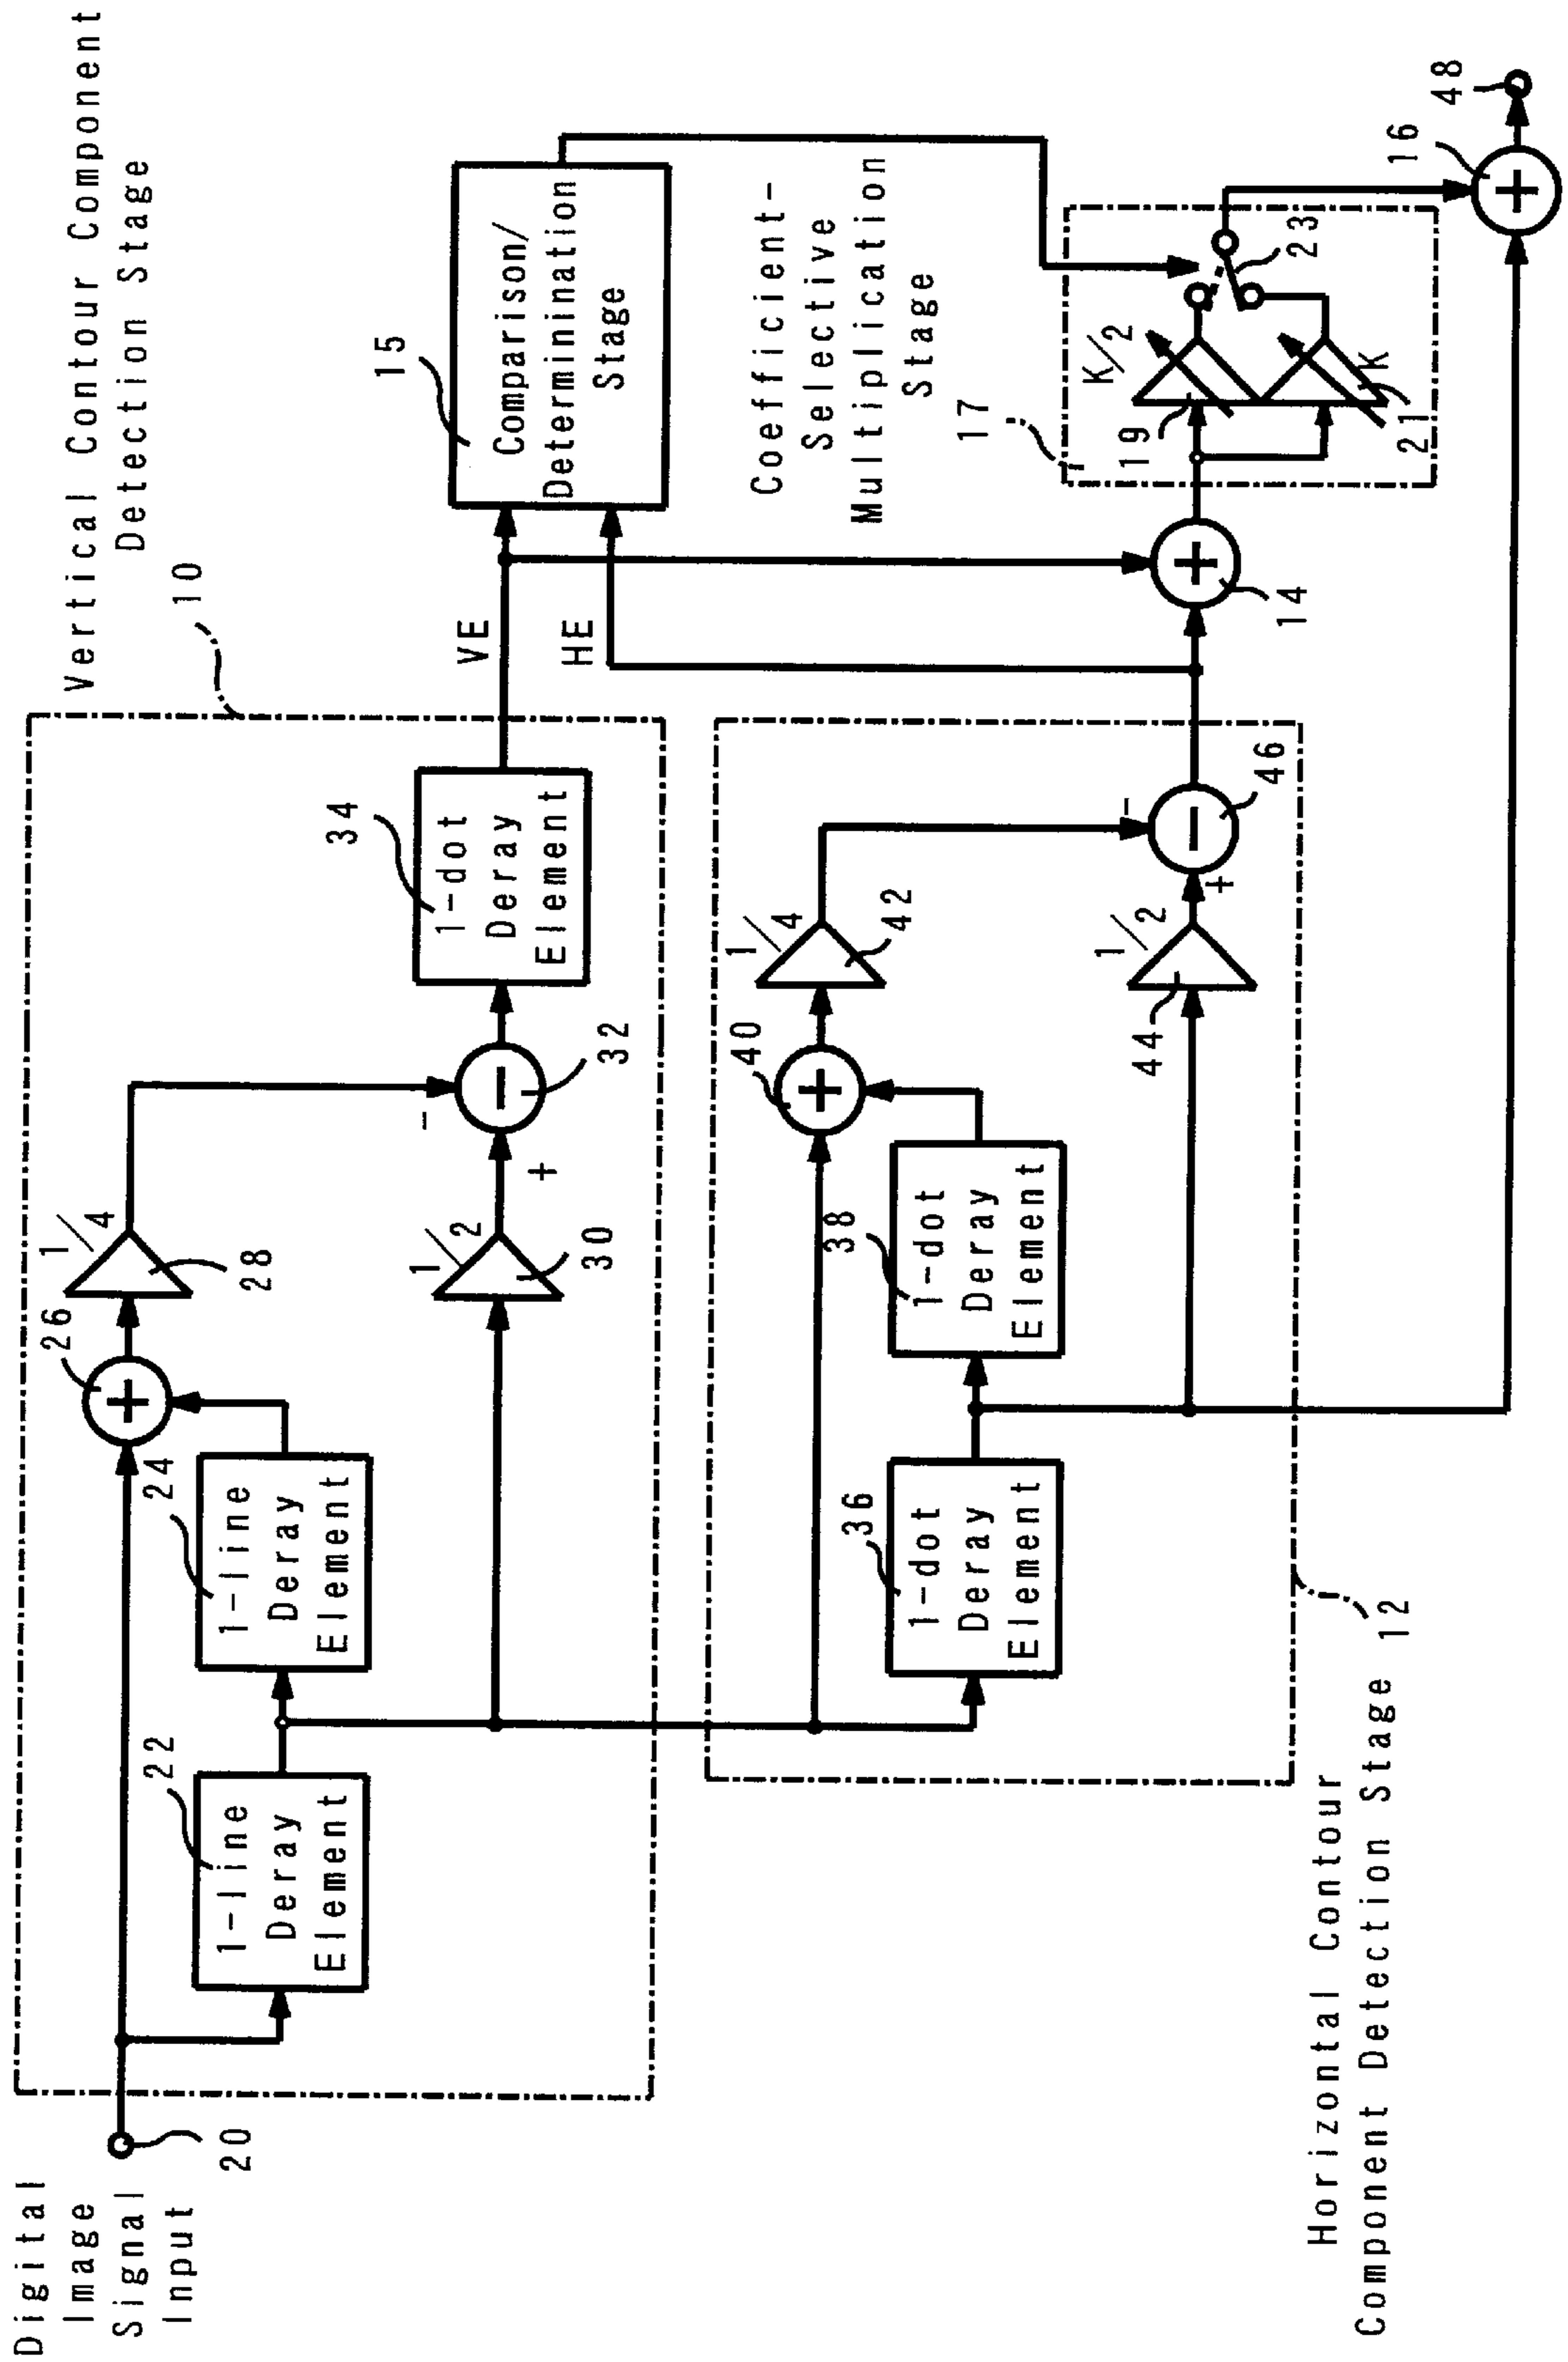 Digital
Image
Signal
Input
20
Vertical Contour Component
Detection Stage
10
22
1-line
Deray
Element
24
1-line
Deray
Element
26
1/4
28
1/2
30
-
+
32
34
1-dot
Deray
Element
VE
HE
15
Comparison/
Deterministic
Stage
Coefficient-
Selective
Multiplication
Stage
17
K/2
19
K
21
23
14
16
48
36
1-dot
Deray
Element
38
1-dot
Deray
Element
40
1/4
42
44
1/2
-
+
46
Horizontal Contour
Component Detection Stage 12